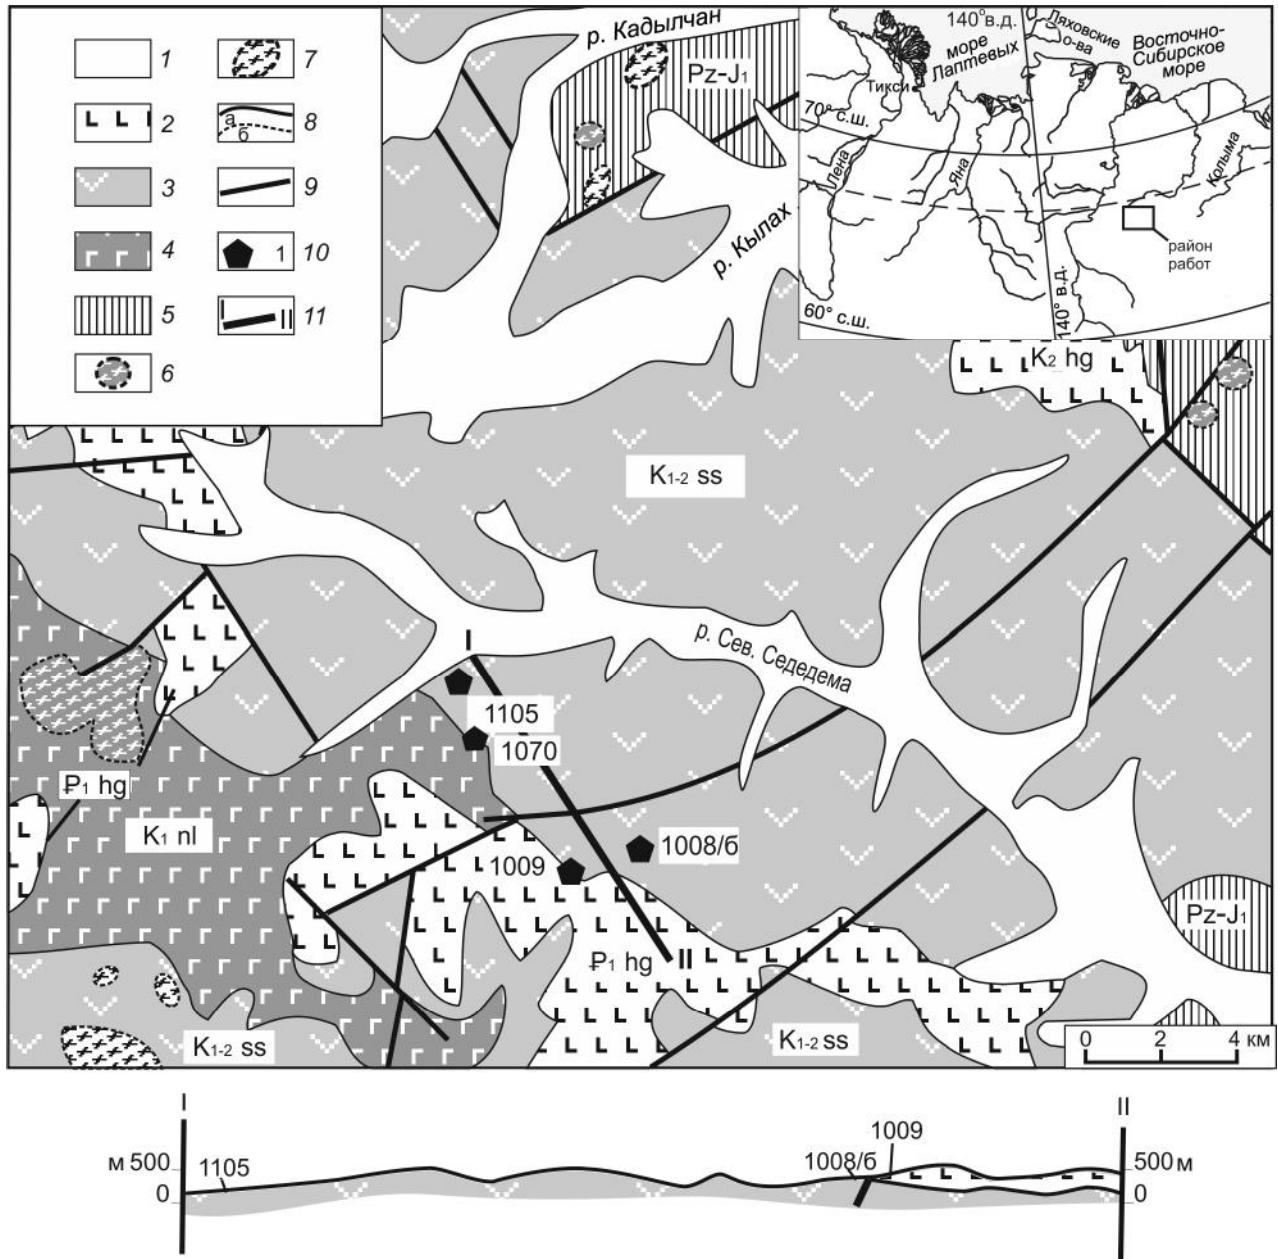 1
2
3
4
5
6
7
а
б
8
9
1
10
I
II
11
р. Кадылчан
Pz-J₁
р. Кылах
140° в.д.
море
Лаптевых
Ляховские
о-ва
Восточно-
Сибирское
море
Тикси
70° с.ш.
Лена
Яна
Колыма
район
работ
60° с.ш.
140° в.д.
K₂ hg
K₁₋₂ ss
р. Сев. Седедема
I
1105
1070
1009
1008/б
II
₽₁ hg
K₁ nl
₽₁ hg
Pz-J₁
K₁₋₂ ss
K₁₋₂ ss
0 2 4 км
I
II
м 500
0
1105
1008/б
1009
500 м
0